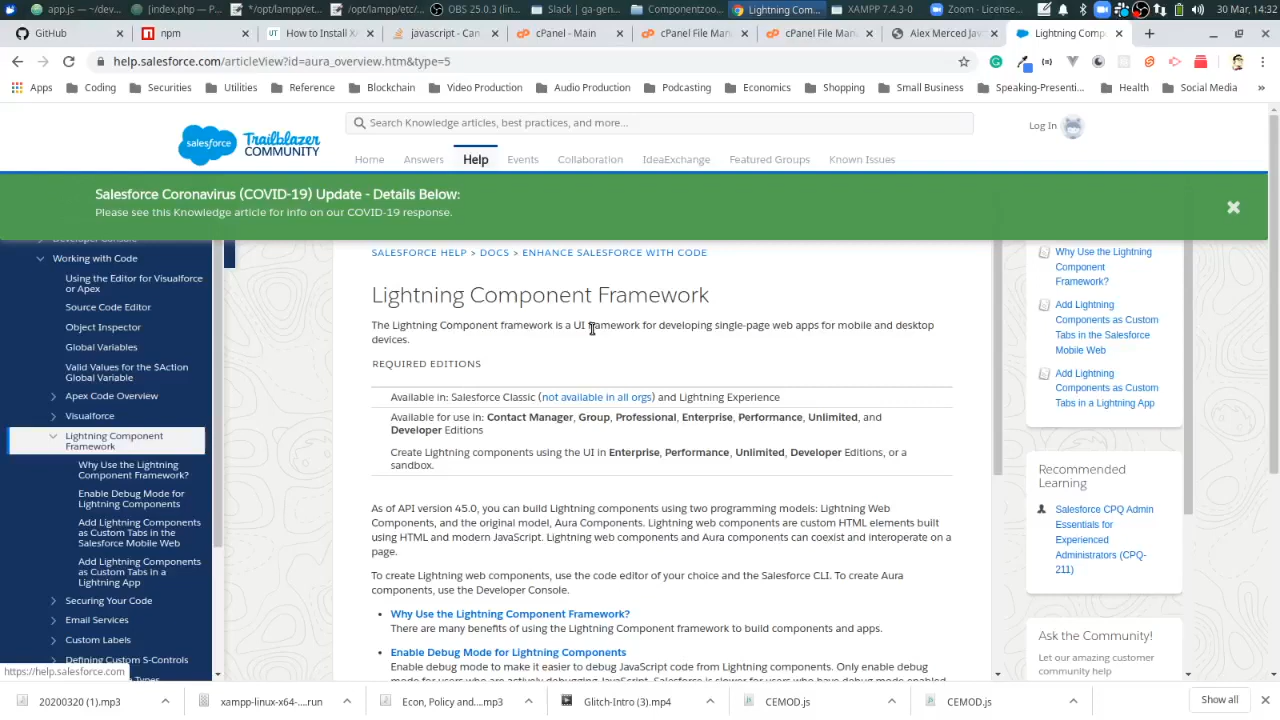 app.js — ~/dev...
[index.php - m...
*/opt/lampp/etc...
*/opt/lampp/etc/...
OBS 25.0.3 (lin...
Slack | ga-gen...
Componentzoo...
Lightning Com...
XAMPP 7.4.3-0
Zoom - License...
30 Mar, 14:32
GitHub
npm
How to Install XA
javascript - Can
cPanel - Main
cPanel File Man
cPanel File Man
Alex Merced Jav
Lightning Comp
help.salesforce.com/articleView?id=aura_overview.htm&type=5
Apps
Coding
Securities
Utilities
Reference
Blockchain
Video Production
Audio Production
Podcasting
Economics
Shopping
Small Business
Speaking-Presenti...
Health
Social Media
»
salesforce
Trailblazer
COMMUNITY
Search Knowledge articles, best practices, and more...
Log In
Home
Answers
Help
Events
Collaboration
IdeaExchange
Featured Groups
Known Issues
Salesforce Coronavirus (COVID-19) Update - Details Below:
Please see this Knowledge article for info on our COVID-19 response.
Working with Code
Using the Editor for Visualforce
or Apex
Source Code Editor
Object Inspector
Global Variables
Valid Values for the $Action
Global Variable
Apex Code Overview
Visualforce
Lightning Component
Framework
Why Use the Lightning
Component Framework?
Enable Debug Mode for
Lightning Components
Add Lightning Components
as Custom Tabs in the
Salesforce Mobile Web
Add Lightning Components
as Custom Tabs in a
Lightning App
Securing Your Code
Email Services
Custom Labels
Defining Custom S-Controls
https://help.salesforce.com
SALESFORCE HELP > DOCS > ENHANCE SALESFORCE WITH CODE
Lightning Component Framework
The Lightning Component framework is a UI framework for developing single-page web apps for mobile and desktop
devices.
REQUIRED EDITIONS
Available in: Salesforce Classic (not available in all orgs) and Lightning Experience
Available for use in: Contact Manager, Group, Professional, Enterprise, Performance, Unlimited, and
Developer Editions
Create Lightning components using the UI in Enterprise, Performance, Unlimited, Developer Editions, or a
sandbox.
As of API version 45.0, you can build Lightning components using two programming models: Lightning Web
Components, and the original model, Aura Components. Lightning web components are custom HTML elements built
using HTML and modern JavaScript. Lightning web components and Aura components can coexist and interoperate on a
page.
To create Lightning web components, use the code editor of your choice and the Salesforce CLI. To create Aura
components, use the Developer Console.
• Why Use the Lightning Component Framework?
There are many benefits of using the Lightning Component framework to build components and apps.
• Enable Debug Mode for Lightning Components
Enable debug mode to make it easier to debug JavaScript code from Lightning components. Only enable debug
Why Use the Lightning
Component
Framework?
Add Lightning
Components as Custom
Tabs in the Salesforce
Mobile Web
Add Lightning
Components as Custom
Tabs in a Lightning App
Recommended
Learning
Salesforce CPQ Admin
Essentials for
Experienced
Administrators (CPQ-
211)
Ask the Community!
Let our amazing customer
community help
20200320 (1).mp3
xampp-linux-x64-....run
Econ, Policy and....mp3
Glitch-Intro (3).mp4
CEMOD.js
CEMOD.js
Show all